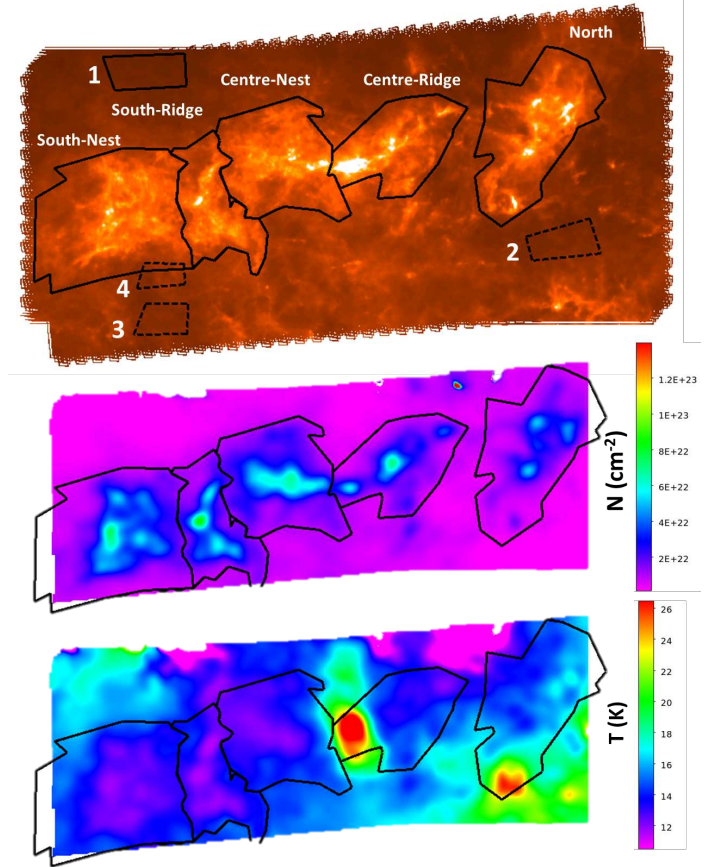 North
1
Centre-Nest
Centre-Ridge
South-Ridge
South-Nest
2
4
3
N (cm-2)
1.2E+23
1E+23
8E+22
6E+22
4E+22
2E+22
T (K)
26
24
22
20
18
16
14
12